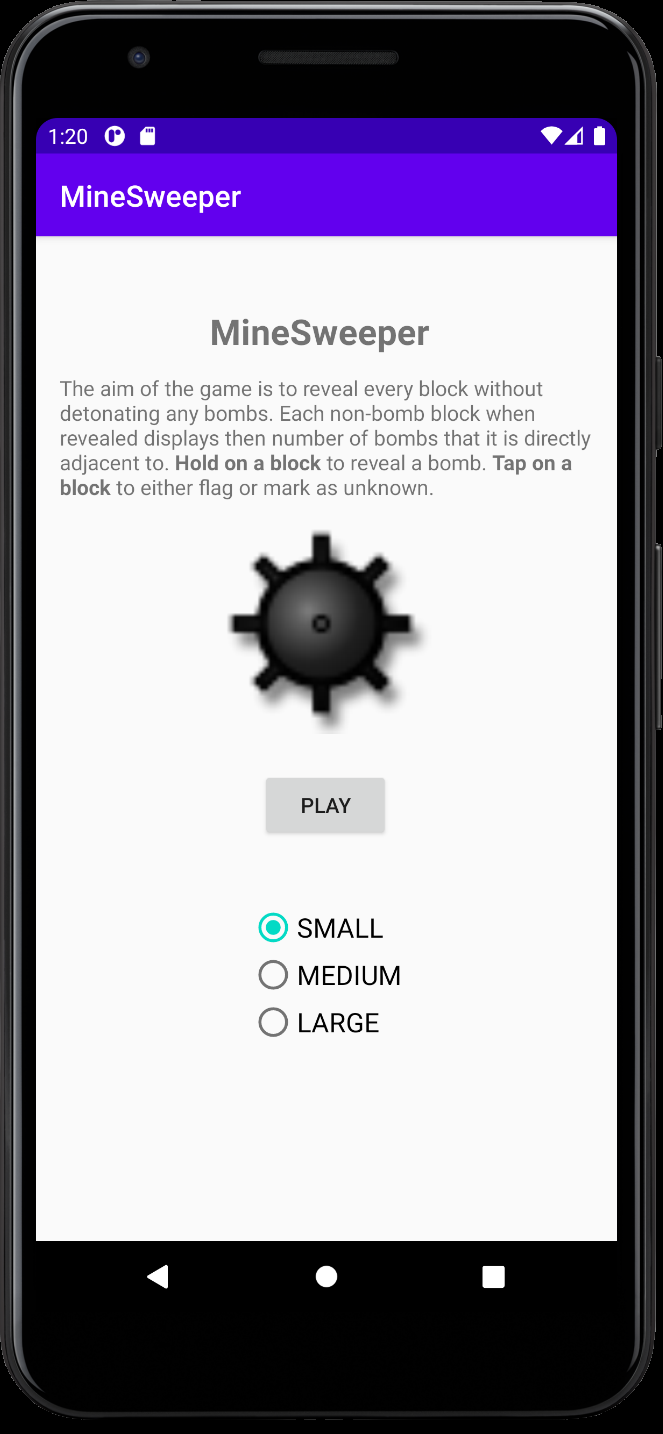 1:20
MineSweeper
MineSweeper
The aim of the game is to reveal every block without
detonating any bombs. Each non-bomb block when
revealed displays then number of bombs that it is directly
adjacent to. Hold on a block to reveal a bomb. Tap on a
block to either flag or mark as unknown.
PLAY
SMALL
MEDIUM
LARGE